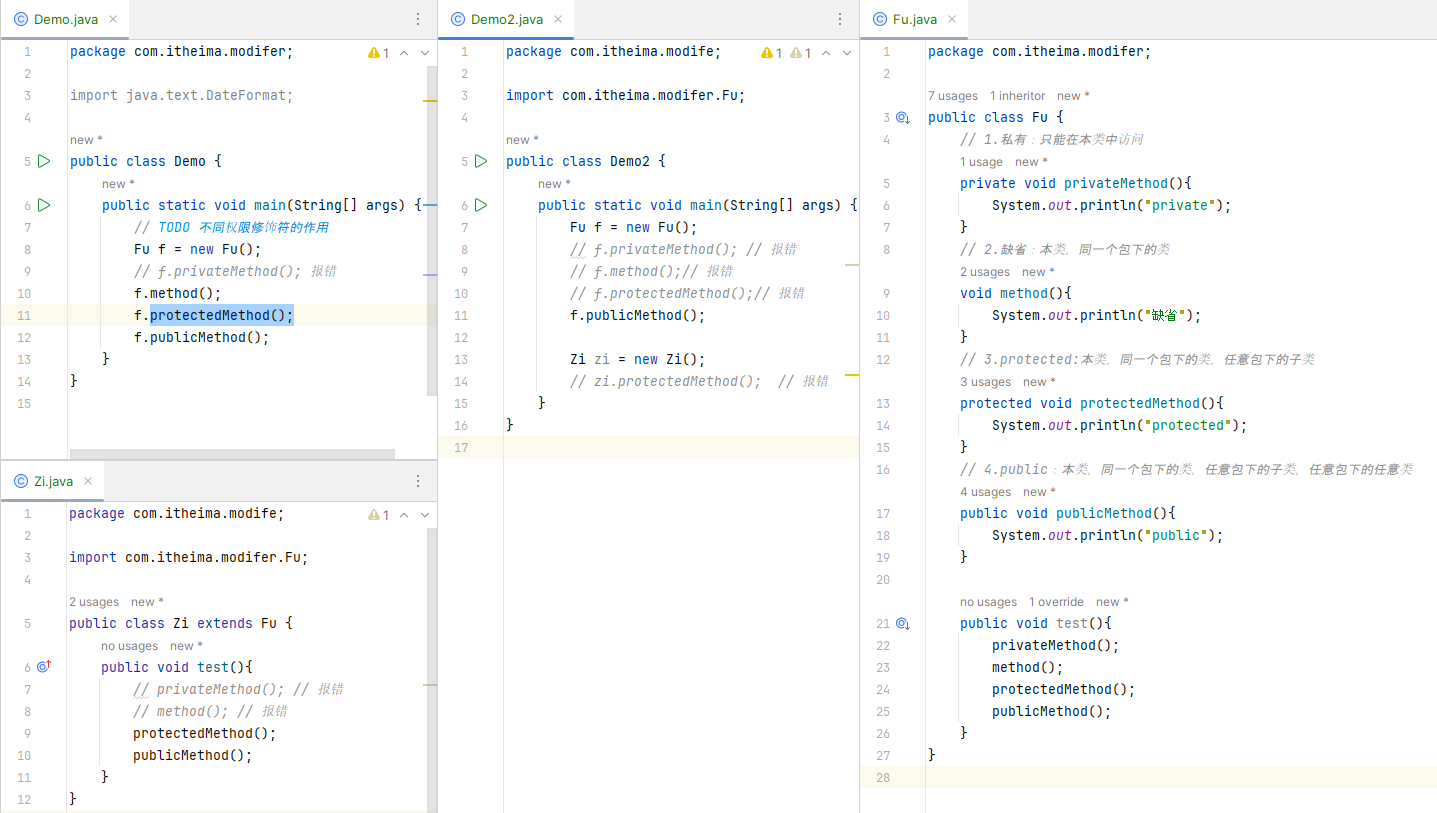 Demo.java
1 package com.itheima.modifer; 1
2
3 import java.text.DateFormat;
4
new *
5 public class Demo {
new *
6 public static void main(String[] args) {
7 // TODO 不同权限修饰符的作用
8 Fu f = new Fu();
9 // f.privateMethod(); 报错
10 f.method();
11 f.protectedMethod();
12 f.publicMethod();
13 }
14 }
15
Zi.java
1 package com.itheima.modife; 1
2
3 import com.itheima.modifer.Fu;
4
2 usages new *
5 public class Zi extends Fu {
no usages new *
6 public void test(){
7 // privateMethod(); // 报错
8 // method(); // 报错
9 protectedMethod();
10 publicMethod();
11 }
12 }
Demo2.java
1 package com.itheima.modife; 1 1
2
3 import com.itheima.modifer.Fu;
4
new *
5 public class Demo2 {
new *
6 public static void main(String[] args) {
7 Fu f = new Fu();
8 // f.privateMethod(); // 报错
9 // f.method();// 报错
10 // f.protectedMethod();// 报错
11 f.publicMethod();
12
13 Zi zi = new Zi();
14 // zi.protectedMethod(); // 报错
15 }
16 }
17
Fu.java
1 package com.itheima.modifer;
2
7 usages 1 inheritor new *
3 public class Fu {
4 // 1.私有：只能在本类中访问
1 usage new *
5 private void privateMethod(){
6 System.out.println("private");
7 }
8 // 2.缺省：本类，同一个包下的类
2 usages new *
9 void method(){
10 System.out.println("缺省");
11 }
12 // 3.protected:本类，同一个包下的类，任意包下的子类
3 usages new *
13 protected void protectedMethod(){
14 System.out.println("protected");
15 }
16 // 4.public：本类，同一个包下的类，任意包下的子类，任意包下的任意类
4 usages new *
17 public void publicMethod(){
18 System.out.println("public");
19 }
20
no usages 1 override new *
21 public void test(){
22 privateMethod();
23 method();
24 protectedMethod();
25 publicMethod();
26 }
27 }
28